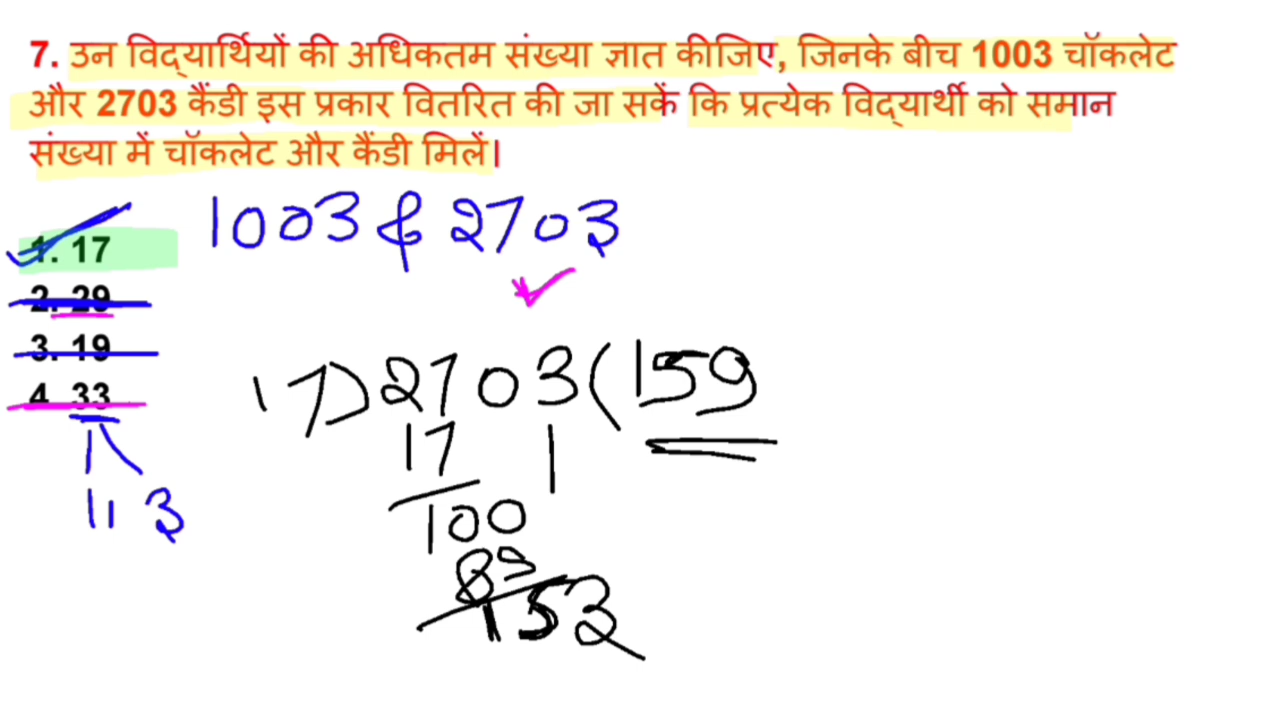 7. उन विद्यार्थियों की अधिकतम संख्या ज्ञात कीजिए, जिनके बीच 1003 चॉकलेट
और 2703 कैंडी इस प्रकार वितरित की जा सकें कि प्रत्येक विद्यार्थी को समान
संख्या में चॉकलेट और कैंडी मिलें।
1003 & 2703
1. 17
2. 29
3. 19
4. 33
11 3
17) 2703 (159
17 1
100
85
153